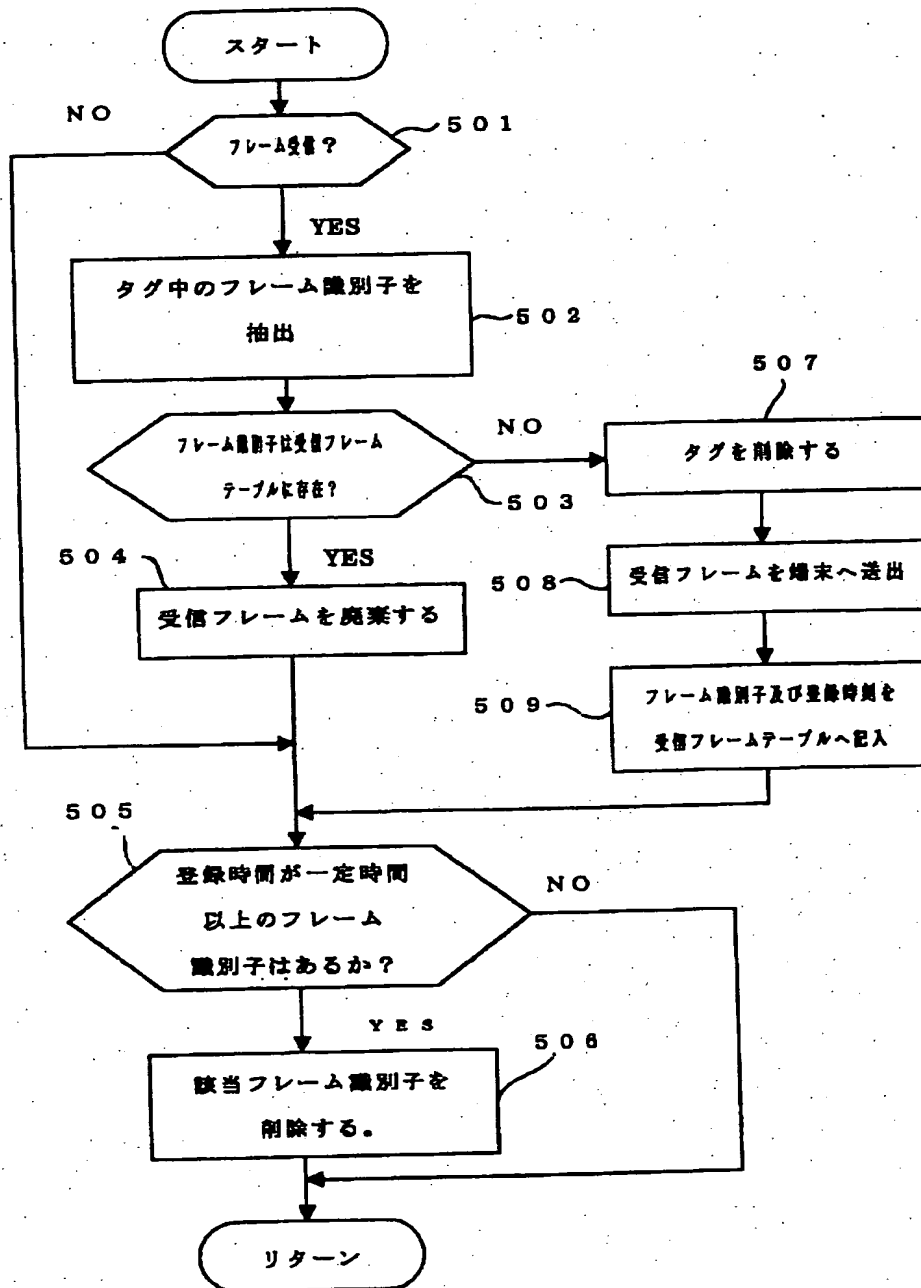 スタート
NO
フレーム受信?
501
YES
タグ中のフレーム識別子を
抽出
502
507
タグを削除する
フレーム識別子は受信フレーム
テーブルに存在?
NO
503
504
YES
受信フレームを廃棄する
508
受信フレームを端末へ送出
509
フレーム識別子及び登録時刻を
受信フレームテーブルへ記入
505
登録時間が一定時間
以上のフレーム
識別子はあるか?
NO
YES
506
該当フレーム識別子を
削除する。
リターン